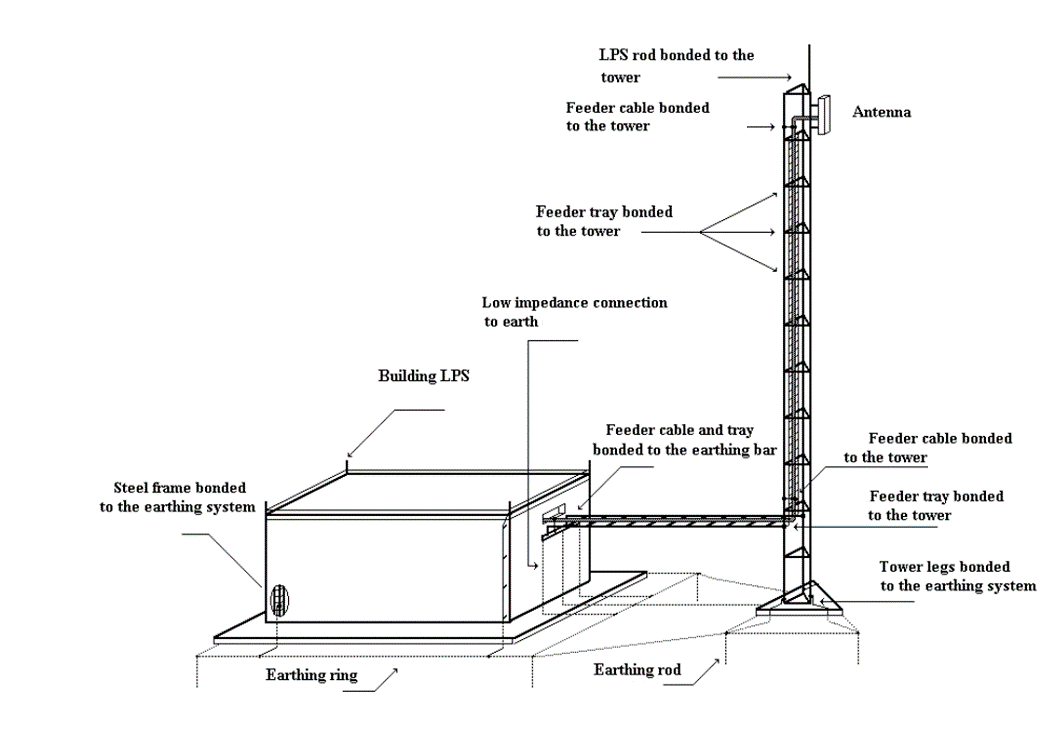 LPS rod bonded to the
tower
Feeder cable bonded
to the tower
Antenna
Feeder tray bonded
to the tower
Low impedance connection
to earth
Building LPS
Feeder cable and tray
bonded to the earthing bar
Feeder cable bonded
to the tower
Steel frame bonded
to the earthing system
Feeder tray bonded
to the tower
Tower legs bonded
to the earthing system
Earthing ring
Earthing rod